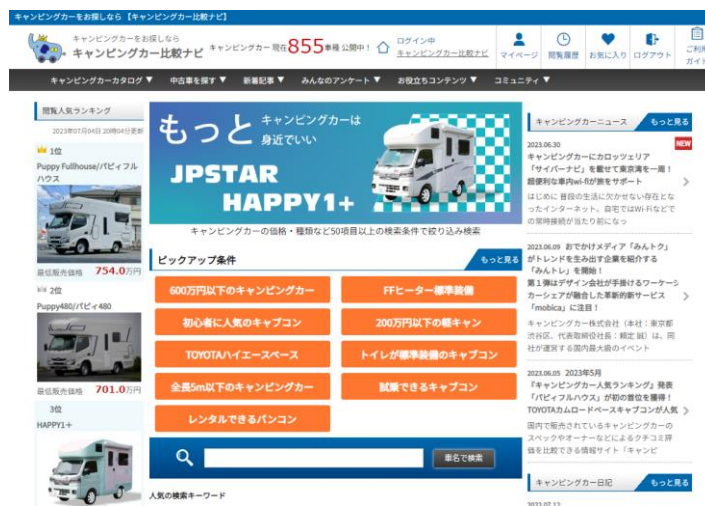 キャンピングカーをお探しなら 【キャンピングカー比較ナビ】
キャンピングカーをお探しなら
キャンピングカー比較ナビ
キャンピングカー 現在855車種 公開中！
ログイン中
キャンピングカー比較ナビ
マイページ
閲覧履歴
お気に入り
ログアウト
ご利用
ガイド
キャンピングカーカタログ▼
中古車を探す▼
新着記事▼
みんなのアンケート▼
お役立ちコンテンツ▼
コミュニティ▼
閲覧人気ランキング
2023年07月04日 20時04分更新
1位
Puppy Fullhouse/パピィフル
ハウス
最低販売価格 754.0万円
2位
Puppy480/パピィ480
最低販売価格 701.0万円
3位
HAPPY1+
もっと キャンピングカーは
身近でいい
JPSTAR
HAPPY1+
キャンピングカーの価格・種類など50項目以上の検索条件で絞り込み検索
ピックアップ条件
もっと見る
600万円以下のキャンピングカー
FFヒーター標準装備
初心者に人気のキャブコン
200万円以下の軽キャン
TOYOTAハイエースベース
トイレが標準装備のキャブコン
全長5m以下のキャンピングカー
試乗できるキャブコン
レンタルできるバンコン
車名で検索
人気の検索キーワード
キャンピングカーニュース
もっと見る
2023.06.30
NEW
キャンピングカーにカロッツェリア
「サイバーナビ」を載せて東京湾を一周！
超便利な車内wi-fiが旅をサポート
はじめに 普段の生活に欠かせない存在とな
ったインターネット。自宅ではWi-Fiなどで
の常時接続が当たり前になっ
2023.06.09 おでかけメディア「みんトク」
がトレンドを生み出す企業を紹介する
「みんトレ」を開始！
第１弾はデザイン会社が手掛けるワーケーシ
カーシェアが融合した革新的新サービス
「mobica」に注目！
キャンピングカー株式会社（本社：東京都
渋谷区、代表取締役社長：頼定 誠）は、同
社が運営する国内最大級のイベント
2023.06.05 2023年5月
『キャンピングカー人気ランキング』発表
「パピィフルハウス」が初の首位を獲得！
TOYOTAカムロードベースキャブコンが人気
国内で販売されているキャンピングカーの
スペックやオーナーなどによるクチコミ評
価を比較できる情報サイト「キャンピ
キャンピングカー日記
もっと見る